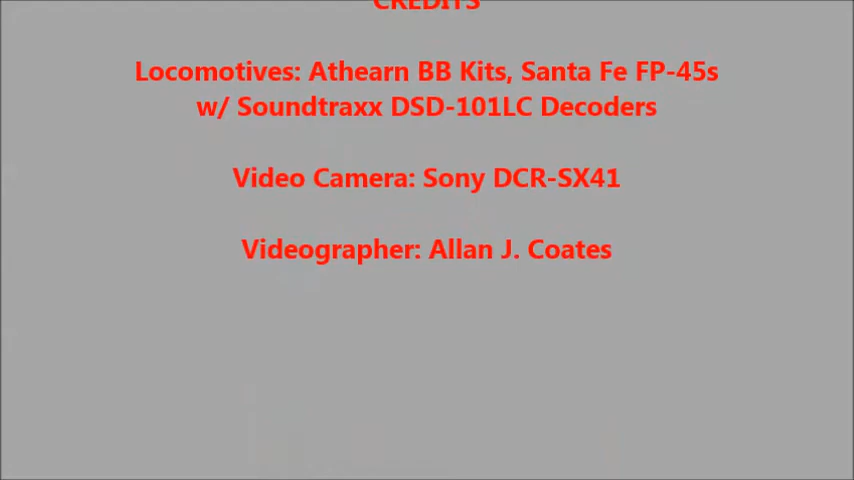 CREDITS
Locomotives: Athearn BB Kits, Santa Fe FP-45s
w/ Soundtraxx DSD-101LC Decoders
Video Camera: Sony DCR-SX41
Videographer: Allan J. Coates